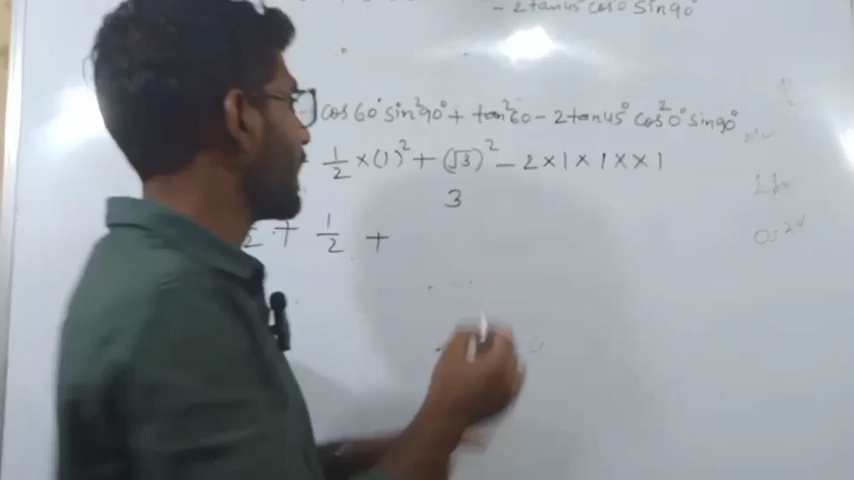 - 2tan45° cos0 sin90°
cos60° sin²90° + tan²60 - 2tan45° cos²0° sin90°
1/2 × (1)² + (√3)² - 2 × 1 × 1 × × 1
3
+ 1/2 +